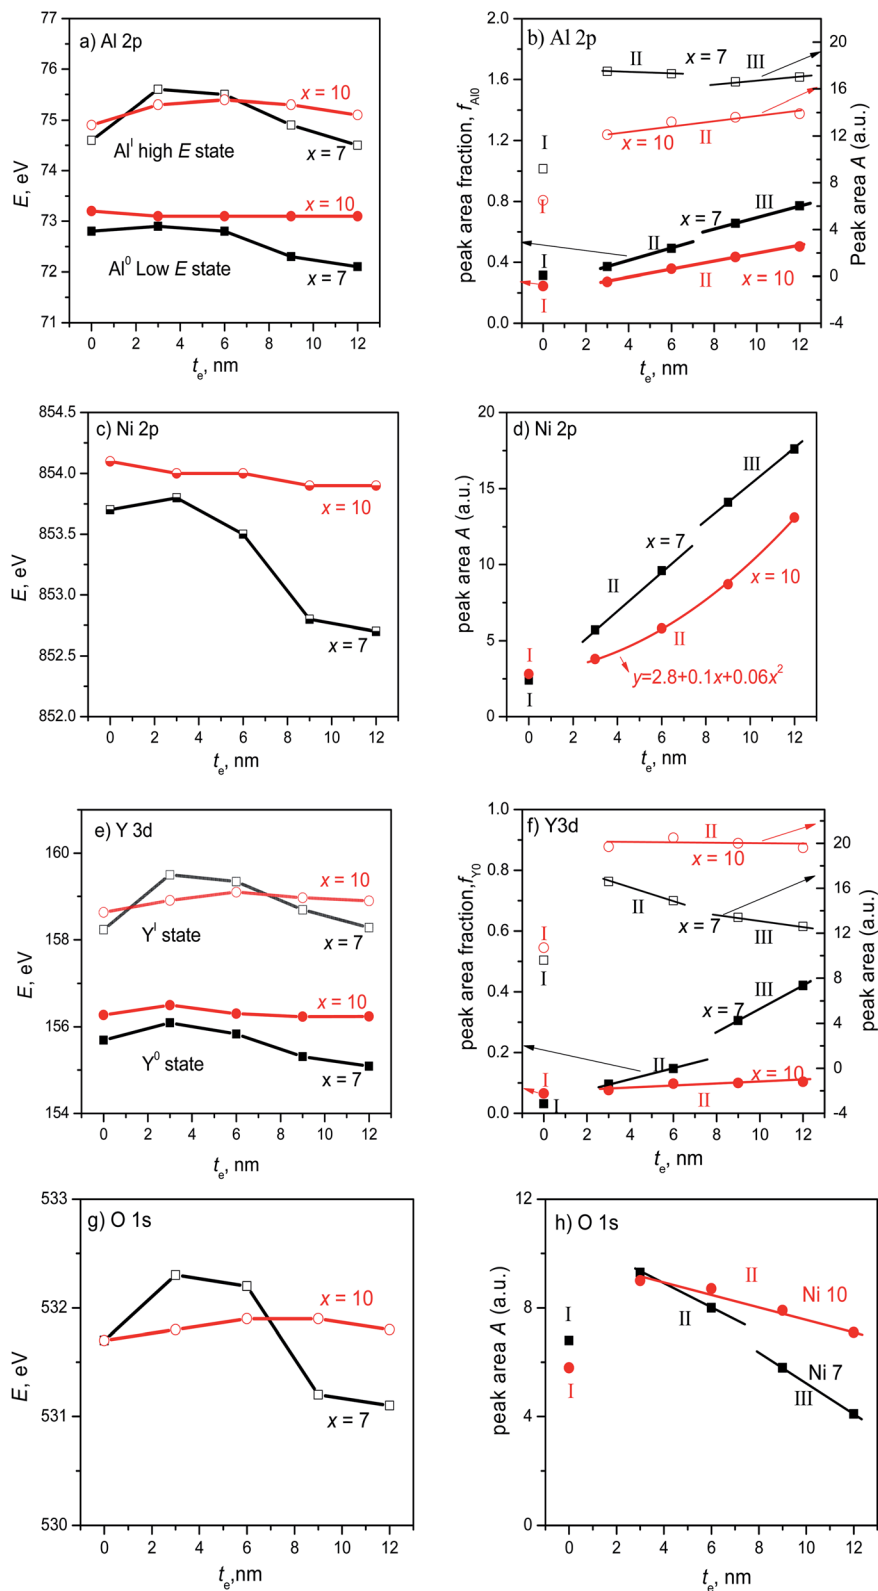 a) Al 2p
77
76
75
74
73
72
71
E, eV
x = 10
Al^I high E state
x = 7
x = 10
Al^0 Low E state
x = 7
0 2 4 6 8 10 12
t_e, nm
b) Al 2p
2.0
1.6
1.2
0.8
0.4
0.0
peak area fraction, f_Al0
20
16
12
8
4
0
-4
Peak area A (a.u.)
II x = 7 III
x = 10 II
I
I
x = 7 III
II
I
II x = 10
I
0 2 4 6 8 10 12
t_e, nm
c) Ni 2p
854.5
854.0
853.5
853.0
852.5
852.0
E, eV
x = 10
x = 7
0 2 4 6 8 10 12
t_e, nm
d) Ni 2p
20
15
10
5
0
peak area A (a.u.)
III
x = 7
II
x = 10
II
I
I
y=2.8+0.1x+0.06x^2
0 2 4 6 8 10 12
t_e, nm
e) Y 3d
160
158
156
154
E, eV
x = 10
Y^I state
x = 7
x = 10
Y^0 state
x = 7
0 2 4 6 8 10 12
t_e, nm
f) Y3d
1.0
0.8
0.6
0.4
0.2
0.0
peak area fraction,f_Y0
20
16
12
8
4
0
-4
peak area (a.u.)
II
x = 10
II x = 7 III
I
I
x = 7 III
II
x = 10
II
I
I
0 2 4 6 8 10 12
t_e, nm
g) O 1s
533
532
531
530
E, eV
x = 10
x = 7
0 2 4 6 8 10 12
t_e,nm
h) O 1s
12
8
4
0
peak area A (a.u.)
II
Ni 10
I
II
I
Ni 7
III
0 2 4 6 8 10 12
t_e, nm